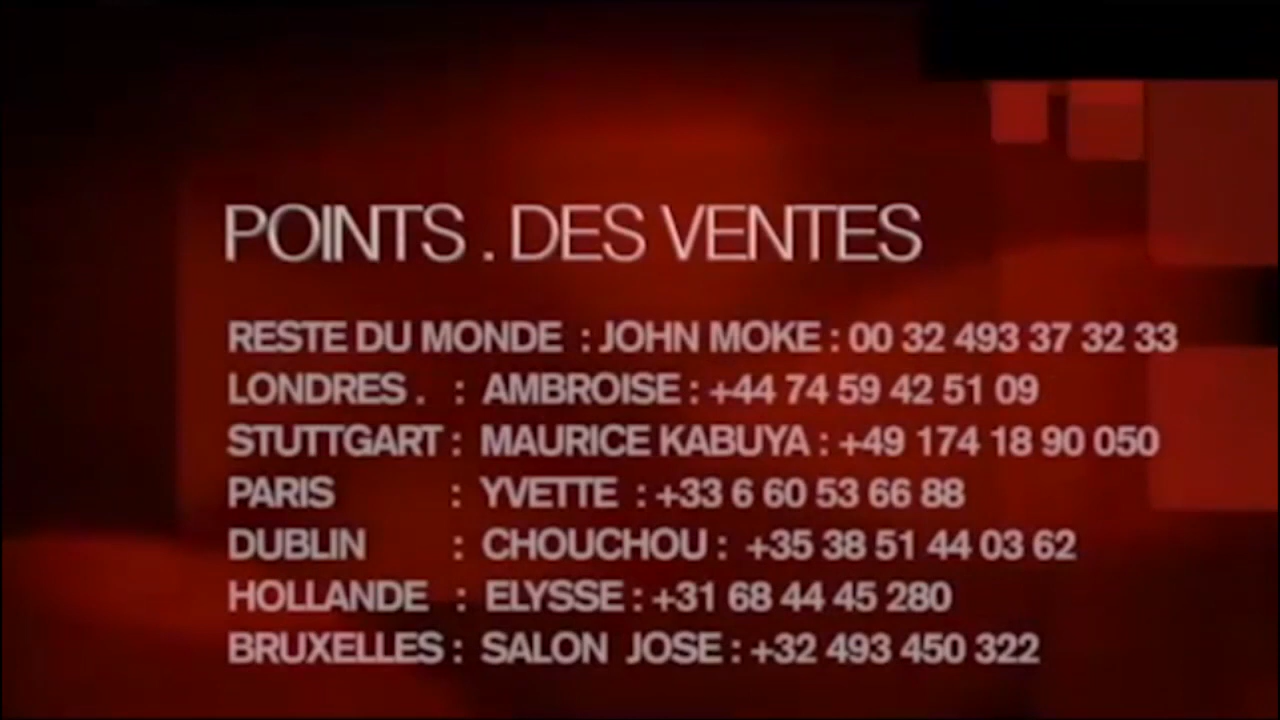 POINTS . DES VENTES
RESTE DU MONDE : JOHN MOKE : 00 32 493 37 32 33
LONDRES . : AMBROISE : +44 74 59 42 51 09
STUTTGART : MAURICE KABUYA : +49 174 18 90 050
PARIS : YVETTE : +33 6 60 53 66 88
DUBLIN : CHOUCHOU : +35 38 51 44 03 62
HOLLANDE : ELYSSE : +31 68 44 45 280
BRUXELLES : SALON JOSE : +32 493 450 322